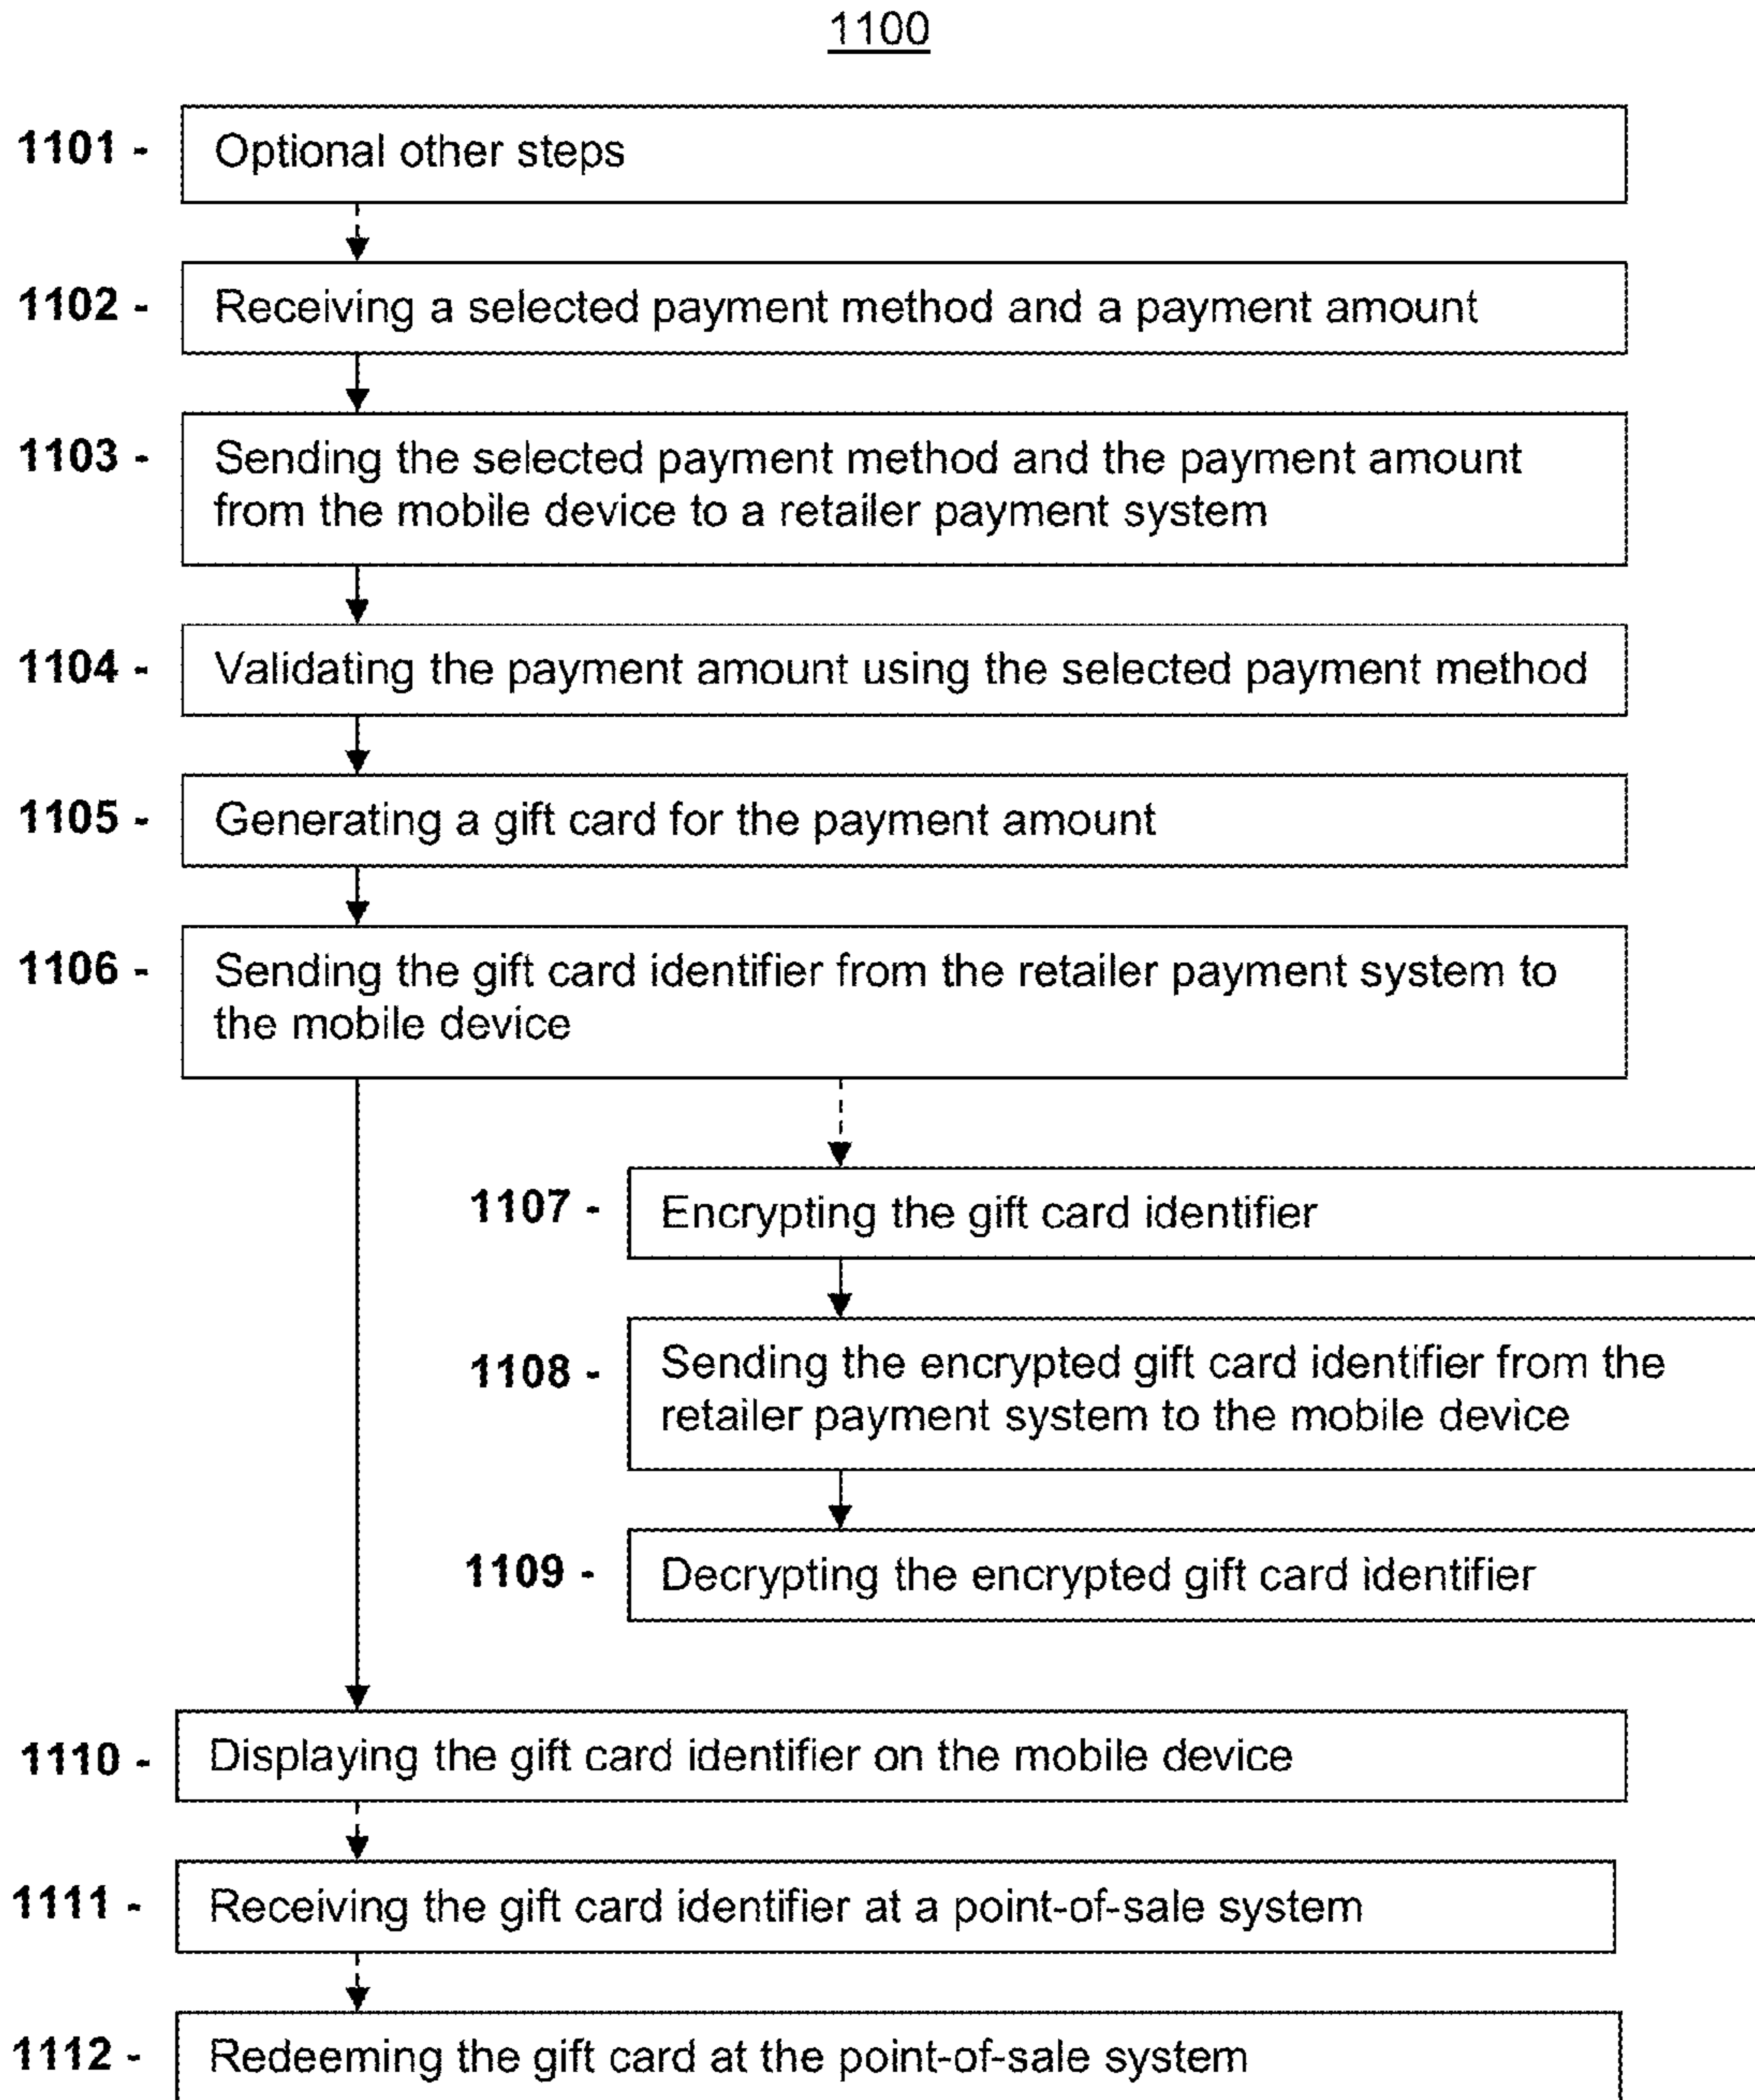 1100
1101 - Optional other steps
1102 - Receiving a selected payment method and a payment amount
1103 - Sending the selected payment method and the payment amount
from the mobile device to a retailer payment system
1104 - Validating the payment amount using the selected payment method
1105 - Generating a gift card for the payment amount
1106 - Sending the gift card identifier from the retailer payment system to
the mobile device
1107 - Encrypting the gift card identifier
1108 - Sending the encrypted gift card identifier from the
retailer payment system to the mobile device
1109 - Decrypting the encrypted gift card identifier
1110 - Displaying the gift card identifier on the mobile device
1111 - Receiving the gift card identifier at a point-of-sale system
1112 - Redeeming the gift card at the point-of-sale system